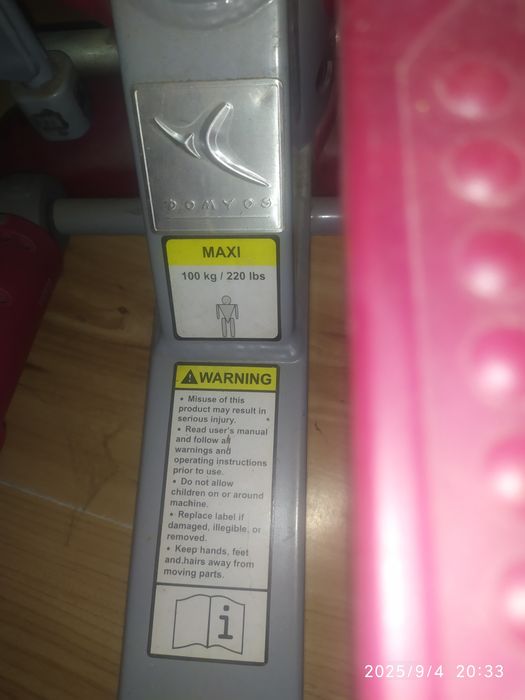 DOMYOS
MAXI
100 kg / 220 lbs
WARNING
• Misuse of this
product may result in
serious injury.
• Read user's manual
and follow all
warnings and
operating instructions
prior to use.
• Do not allow
children on or around
machine.
• Replace label if
damaged, illegible, or
removed.
• Keep hands, feet
and hairs away from
moving parts.
i
2025/9/4 20:33